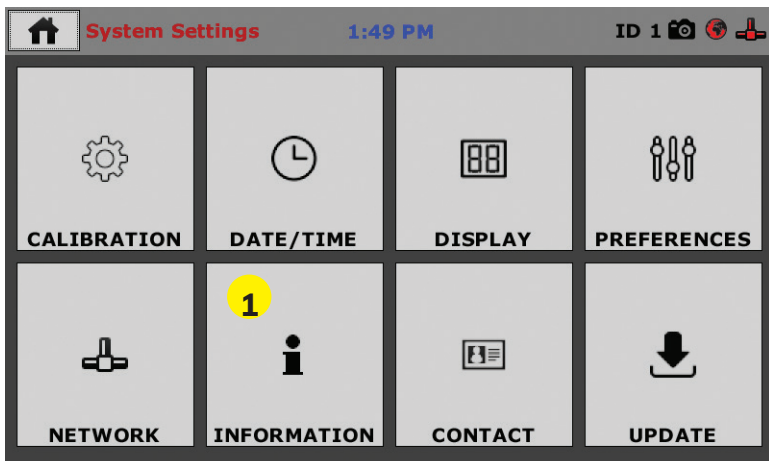 System Settings 1:49 PM ID 1
CALIBRATION DATE/TIME DISPLAY PREFERENCES
1
NETWORK INFORMATION CONTACT UPDATE